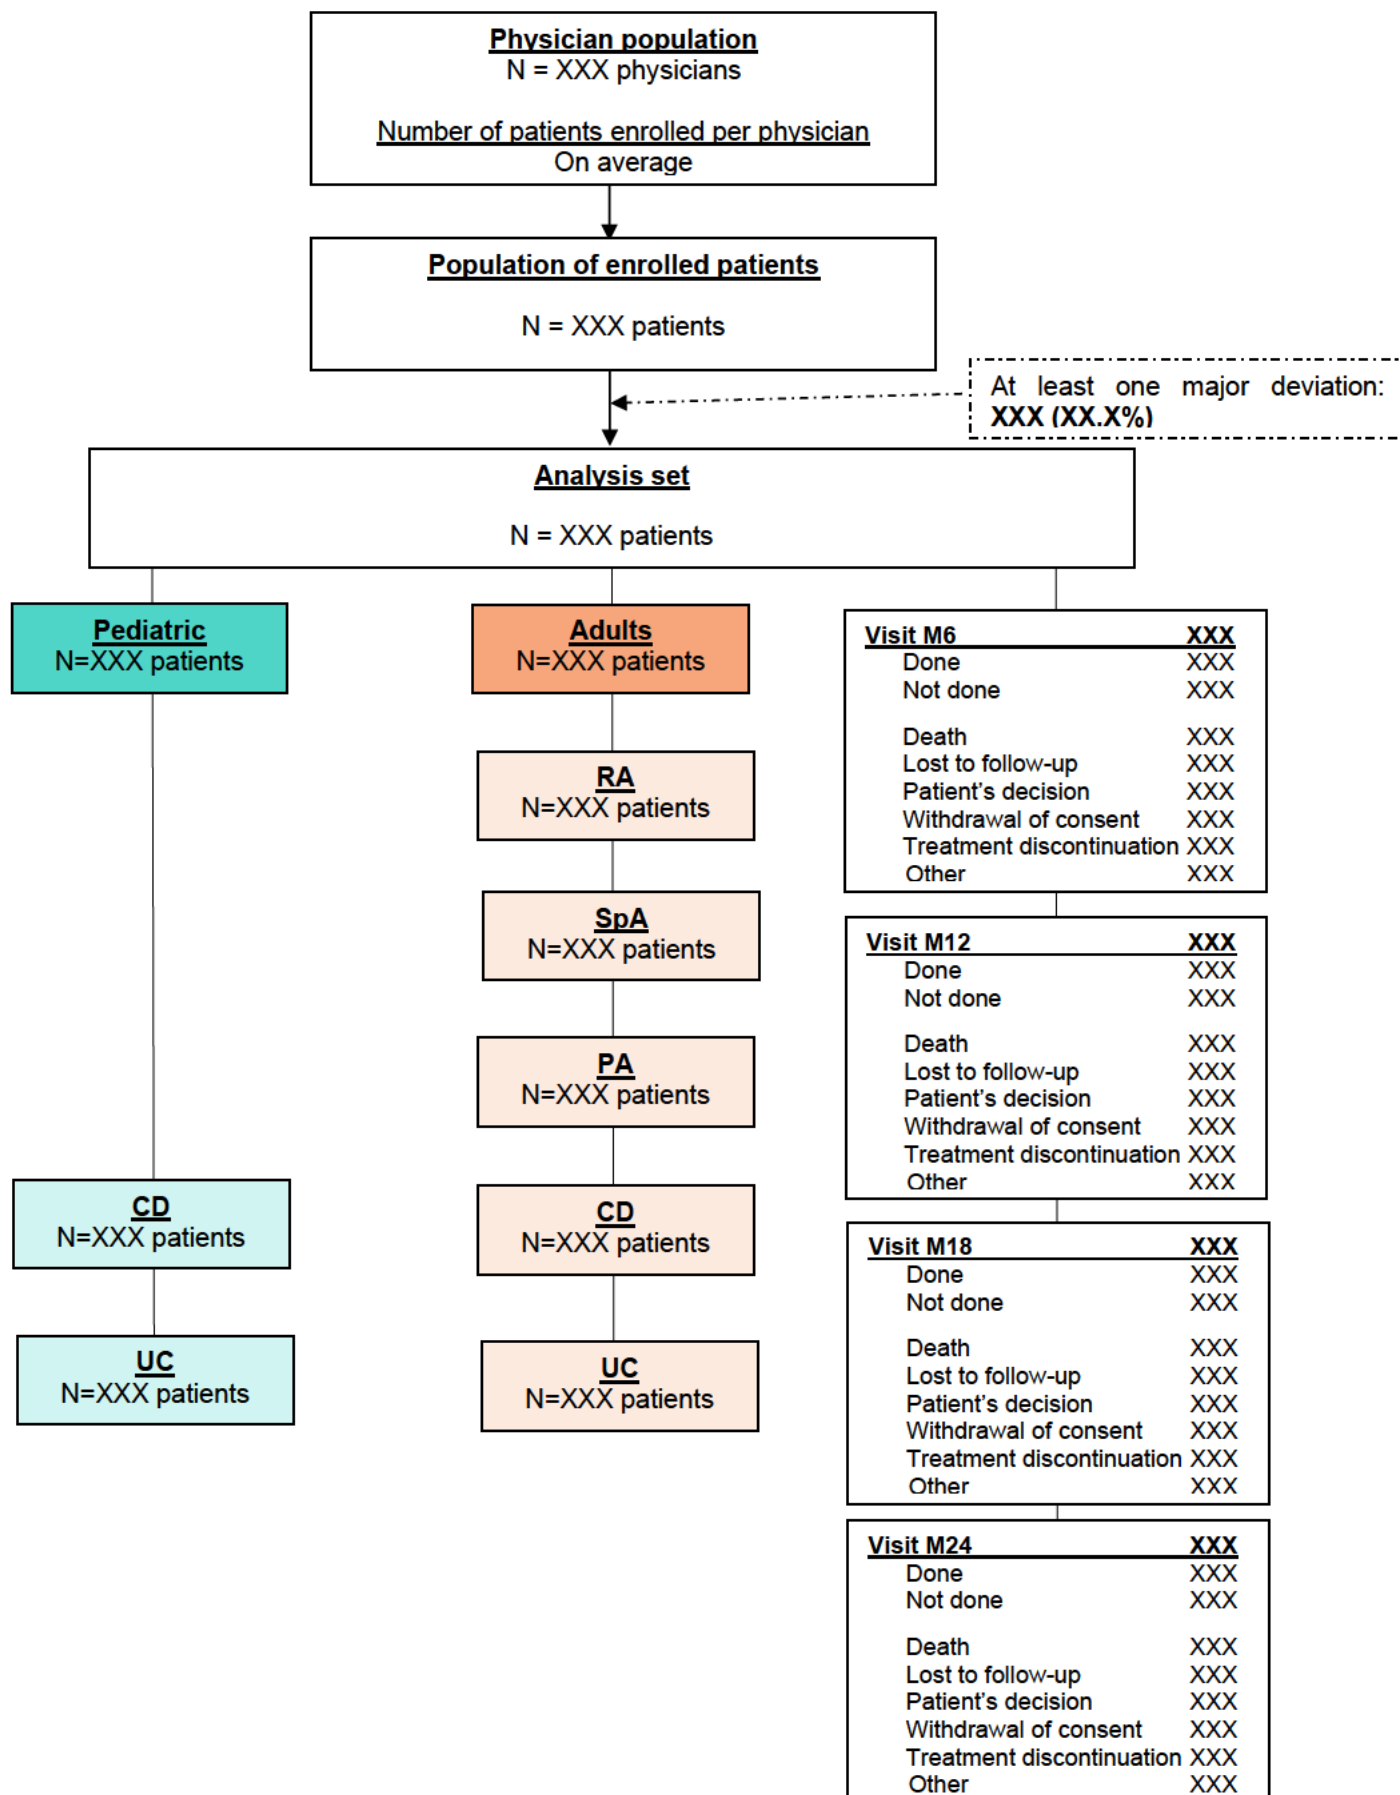 Physician population
N = XXX physicians
Number of patients enrolled per physician
On average
Population of enrolled patients
N = XXX patients
At least one major deviation:
XXX (XX.X%)
Analysis set
N = XXX patients
Pediatric
N=XXX patients
CD
N=XXX patients
UC
N=XXX patients
Adults
N=XXX patients
RA
N=XXX patients
SpA
N=XXX patients
PA
N=XXX patients
CD
N=XXX patients
UC
N=XXX patients
Visit M6 XXX
Done XXX
Not done XXX
Death XXX
Lost to follow-up XXX
Patient's decision XXX
Withdrawal of consent XXX
Treatment discontinuation XXX
Other XXX
Visit M12 XXX
Done XXX
Not done XXX
Death XXX
Lost to follow-up XXX
Patient's decision XXX
Withdrawal of consent XXX
Treatment discontinuation XXX
Other XXX
Visit M18 XXX
Done XXX
Not done XXX
Death XXX
Lost to follow-up XXX
Patient's decision XXX
Withdrawal of consent XXX
Treatment discontinuation XXX
Other XXX
Visit M24 XXX
Done XXX
Not done XXX
Death XXX
Lost to follow-up XXX
Patient's decision XXX
Withdrawal of consent XXX
Treatment discontinuation XXX
Other XXX